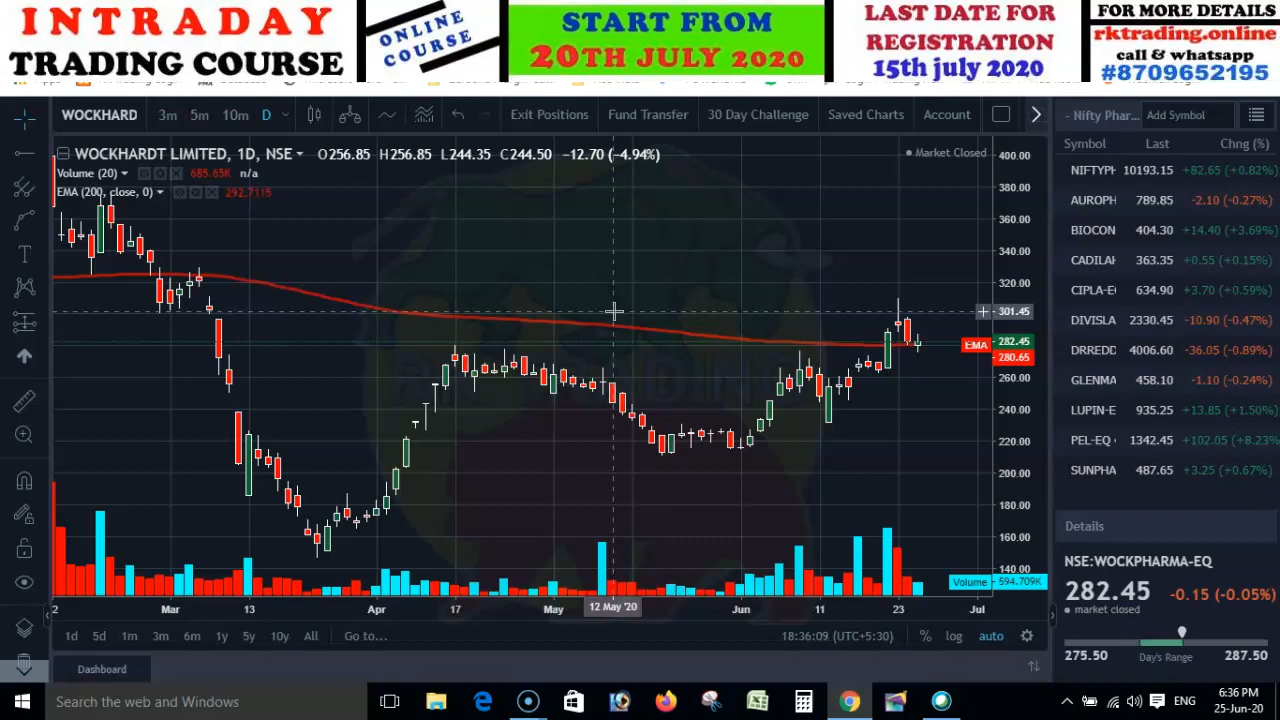 INTRADAY
TRADING COURSE
ONLINE
COURSE
START FROM
20TH JULY 2020
LAST DATE FOR
REGISTRATION
15th july 2020
FOR MORE DETAILS
rktrading.online
call & whatsapp
#8709652195
WOCKHARD 3m 5m 10m D Exit Positions Fund Transfer 30 Day Challenge Saved Charts Account
- Nifty Phar... Add Symbol
WOCKHARDT LIMITED, 1D, NSE O256.85 H256.85 L244.35 C244.50 −12.70 (−4.94%)
Market Closed
Volume (20) 685.65K n/a
EMA (200, close, 0) 292.7115
400.00
380.00
360.00
340.00
320.00
301.45
EMA
282.45
280.65
260.00
240.00
220.00
200.00
180.00
160.00
140.00
Volume 594.709K
2 Mar 13 Apr 17 May 12 May '20 Jun 11 23 Jul
1d 5d 1m 3m 6m 1y 5y 10y All Go to... 18:36:09 (UTC+5:30) % log auto
Dashboard
Symbol Last Chng (%)
NIFTYPH 10193.15 +82.65 (+0.82%)
AUROPH 789.85 -2.10 (-0.27%)
BIOCON 404.30 +14.40 (+3.69%)
CADILAH 363.35 +0.55 (+0.15%)
CIPLA-E 634.90 +3.70 (+0.59%)
DIVISLA 2330.45 -10.90 (-0.47%)
DRREDD 4006.60 -36.05 (-0.89%)
GLENMA 458.10 -1.10 (-0.24%)
LUPIN-E 935.25 +13.85 (+1.50%)
PEL-EQ 1342.45 +102.05 (+8.23%
SUNPHA 487.65 +3.25 (+0.67%)
Details
NSE:WOCKPHARMA-EQ
282.45 -0.15 (-0.05%)
market closed
275.50 Day's Range 287.50
Search the web and Windows
ENG
6:36 PM
25-Jun-20